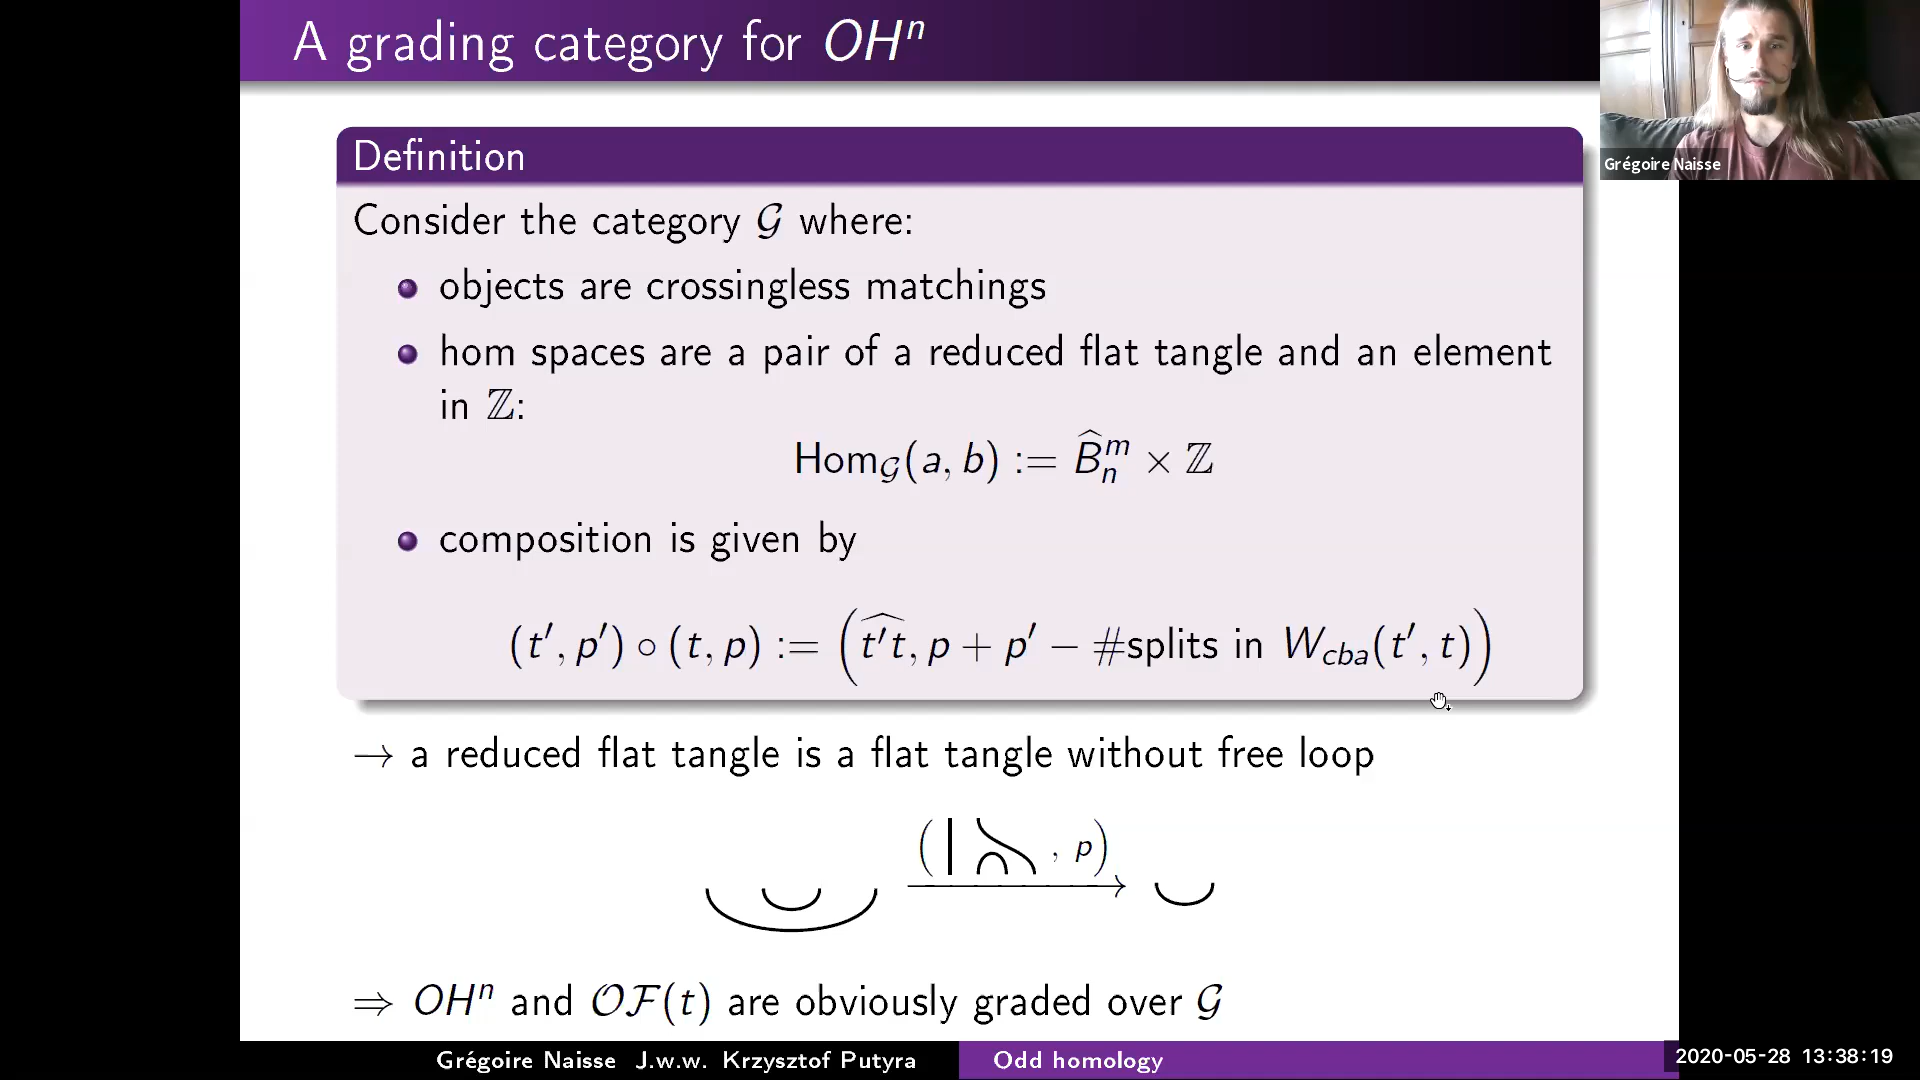 A grading category for OHⁿ
Grégoire Naisse
Definition
Consider the category 𝒢 where:
objects are crossingless matchings
hom spaces are a pair of a reduced flat tangle and an element
in ℤ:
Hom_𝒢(a, b) := B̂ₙᵐ × ℤ
composition is given by
(t′, p′) ∘ (t, p) := (t̂′t, p + p′ − #splits in W_cba(t′, t))
→ a reduced flat tangle is a flat tangle without free loop
( , p)
⇒ OHⁿ and 𝒪ℱ(t) are obviously graded over 𝒢
Grégoire Naisse J.w.w. Krzysztof Putyra
Odd homology
2020-05-28 13:38:19